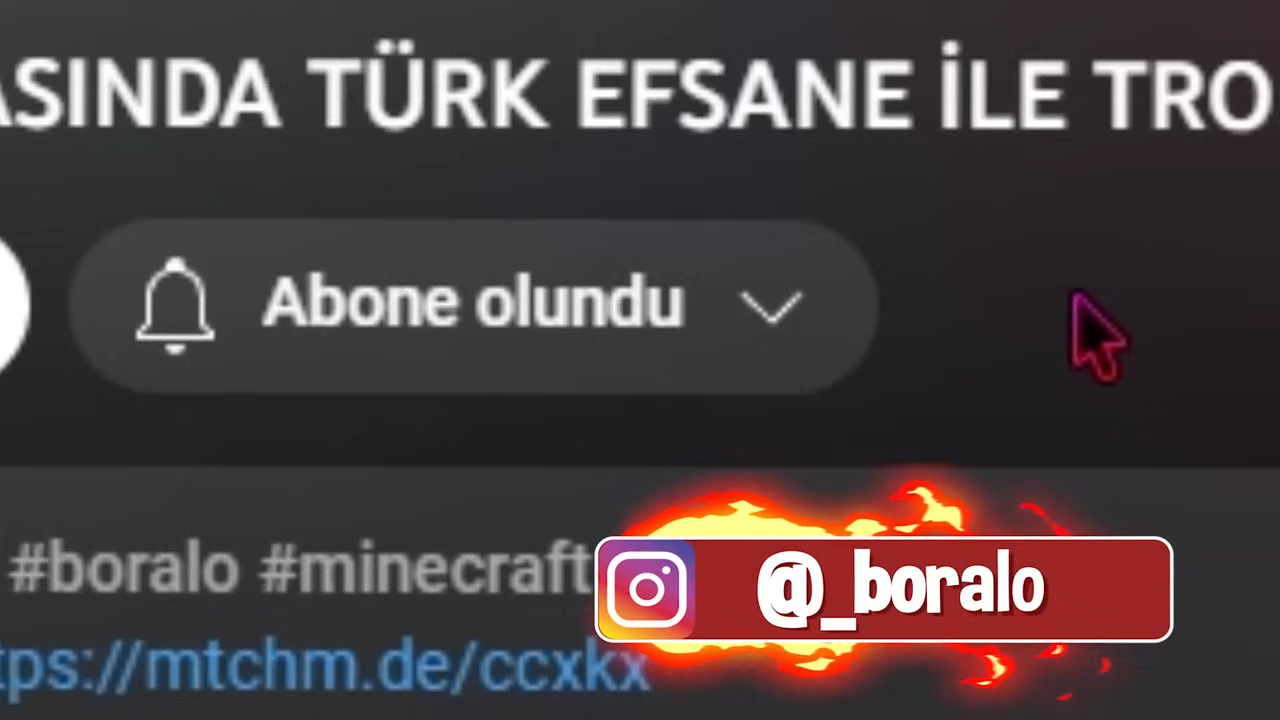 ASINDA TÜRK EFSANE İLE TRO
Abone olundu
#boralo #minecraft
@_boralo
tps://mtchm.de/ccxkx